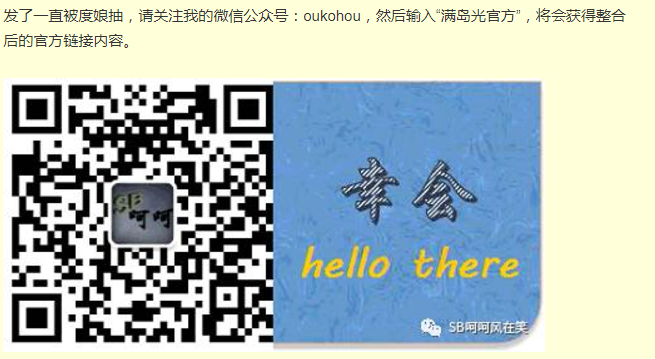 发了一直被度娘抽，请关注我的微信公众号：oukohou，然后输入“满岛光官方”，将会获得整合
后的官方链接内容。
SB
呵呵
幸会
hello there
SB呵呵风在笑